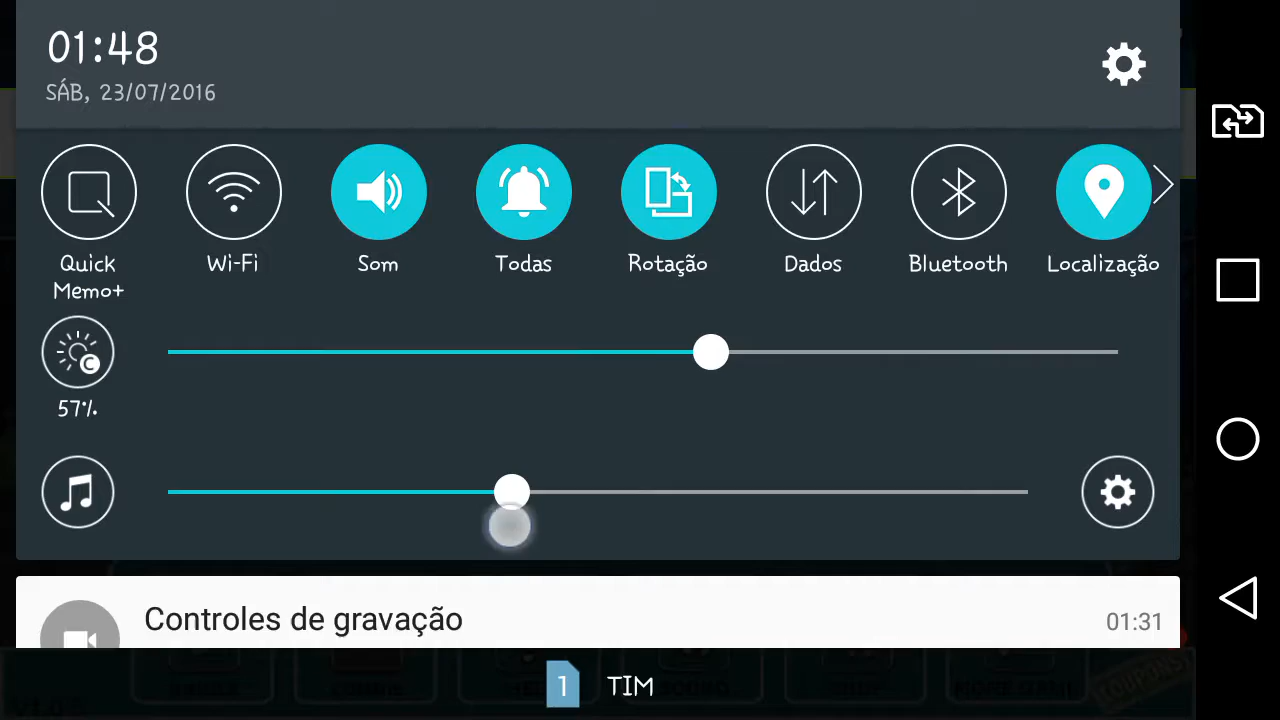 01:48
SÁB, 23/07/2016
Quick Memo+
Wi-Fi
Som
Todas
Rotação
Dados
Bluetooth
Localização
57%
Controles de gravação
01:31
1 TIM
COUPONS